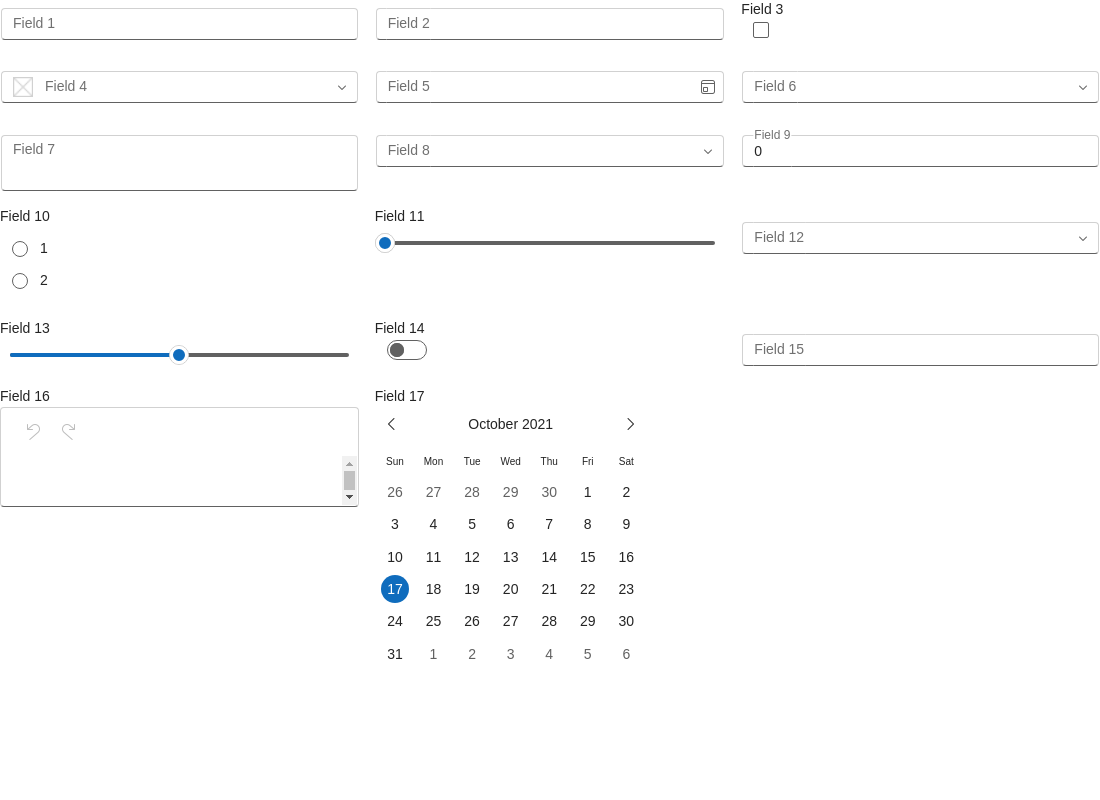 Field 1
Field 2
Field 3
Field 4
Field 5
Field 6
Field 7
Field 8
Field 9
0
Field 10
1
2
Field 11
Field 12
Field 13
Field 14
Field 15
Field 16
Field 17
October 2021
Sun Mon Tue Wed Thu Fri Sat
26 27 28 29 30 1 2
3 4 5 6 7 8 9
10 11 12 13 14 15 16
17 18 19 20 21 22 23
24 25 26 27 28 29 30
31 1 2 3 4 5 6